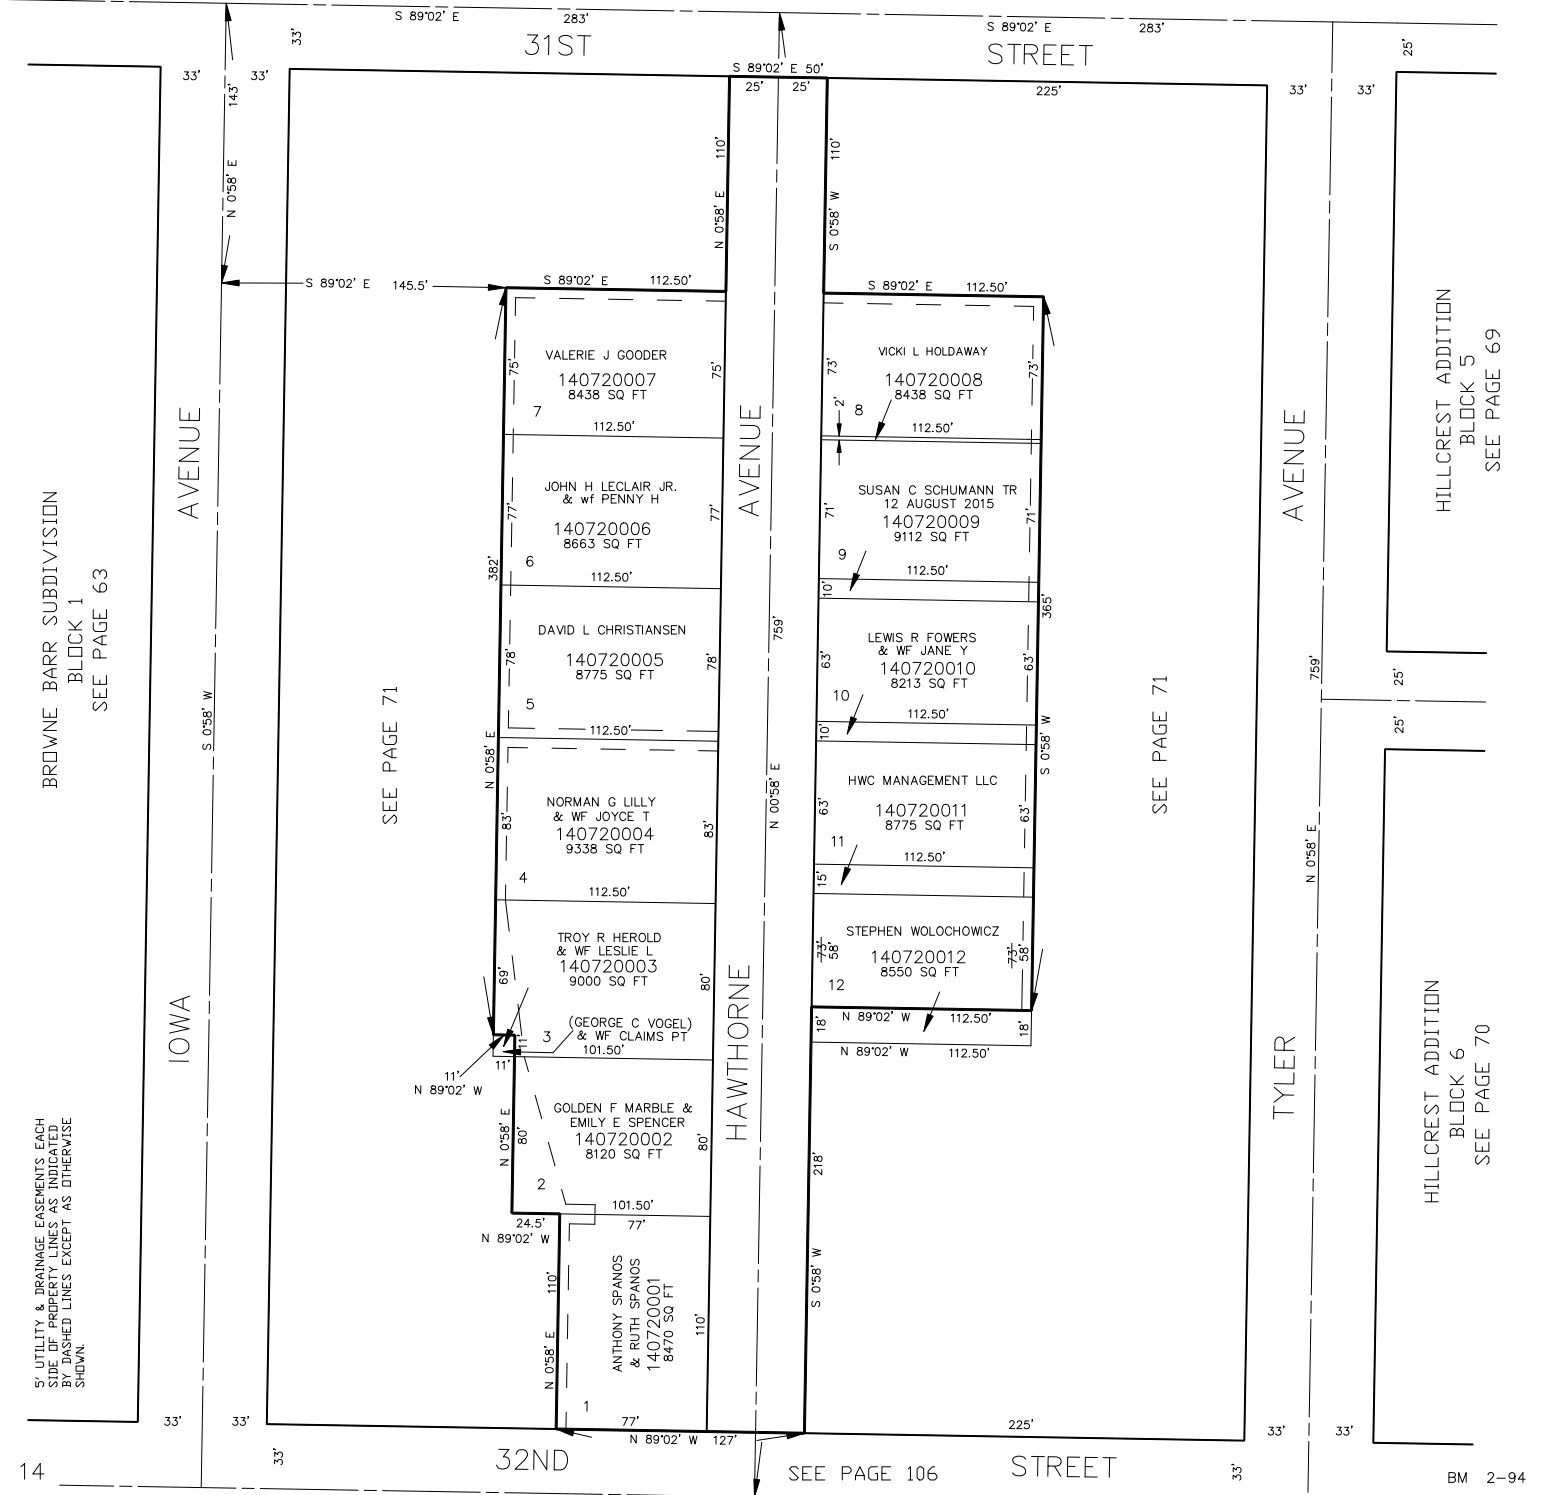 S 89°02' E
283'
S 89°02' E
283'
33'
31ST
STREET
25'
33'
33'
143'
S 89°02' E 50'
25'
25'
225'
33'
33'
N 0°58' E
110'
N 0°58' E
110'
S 0°58' W
S 89°02' E
145.5'
S 89°02' E
112.50'
S 89°02' E
112.50'
VALERIE J GOODER
140720007
8438 SQ FT
75'
75'
7
112.50'
VICKI L HOLDAWAY
140720008
8438 SQ FT
73'
73'
2'
8
112.50'
JOHN H LECLAIR JR.
& wf PENNY H
140720006
8663 SQ FT
77'
77'
6
112.50'
SUSAN C SCHUMANN TR
12 AUGUST 2015
140720009
9112 SQ FT
71'
71'
9
112.50'
10'
382'
365'
DAVID L CHRISTIANSEN
140720005
8775 SQ FT
78'
78'
5
112.50'
LEWIS R FOWERS
& WF JANE Y
140720010
8213 SQ FT
63'
63'
10
112.50'
10'
N 0°58' E
S 0°58' W
NORMAN G LILLY
& WF JOYCE T
140720004
9338 SQ FT
83'
83'
4
112.50'
HWC MANAGEMENT LLC
140720011
8775 SQ FT
63'
63'
11
112.50'
15'
TROY R HEROLD
& WF LESLIE L
140720003
9000 SQ FT
69'
80'
3
(GEORGE C VOGEL)
& WF CLAIMS PT
101.50'
11'
11'
11'
N 89°02' W
STEPHEN WOLOCHOWICZ
140720012
8550 SQ FT
73'
58'
73'
58'
12
N 89°02' W
112.50'
18'
18'
N 89°02' W
112.50'
GOLDEN F MARBLE &
EMILY E SPENCER
140720002
8120 SQ FT
N 0°58' E
80'
80'
2
101.50'
24.5'
N 89°02' W
77'
ANTHONY SPANOS
& RUTH SPANOS
140720001
8470 SQ FT
110'
N 0°58' E
110'
1
77'
N 89°02' W 127'
218'
S 0°58' W
AVENUE
HAWTHORNE
759'
N 00°58' E
AVENUE
IOWA
S 0°58' W
AVENUE
TYLER
759'
N 0°58' E
SEE PAGE 71
SEE PAGE 71
BROWNE BARR SUBDIVISION
BLOCK 1
SEE PAGE 63
HILLCREST ADDITION
BLOCK 5
SEE PAGE 69
25'
25'
HILLCREST ADDITION
BLOCK 6
SEE PAGE 70
5' UTILITY & DRAINAGE EASEMENTS EACH
SIDE OF PROPERTY LINES AS INDICATED
BY DASHED LINES EXCEPT AS OTHERWISE
SHOWN.
33'
33'
225'
33'
33'
33'
32ND
STREET
33'
14
SEE PAGE 106
BM 2-94